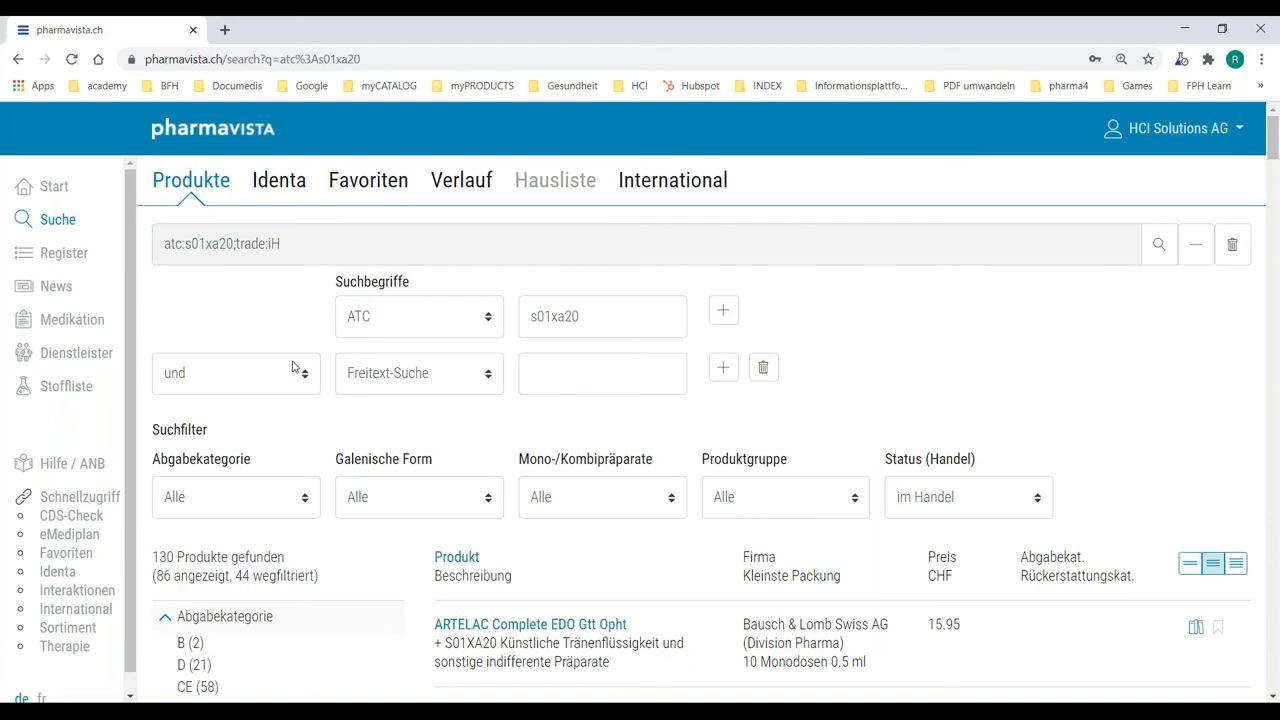 pharmavista.ch
pharmavista.ch/search?q=atc%3As01xa20
R
Apps academy BFH Documedis Google myCATALOG myPRODUCTS Gesundheit HCI Hubspot INDEX Informationsplattfo... PDF umwandeln pharma4 Games FPH Learn »
pharmaVISTA
HCI Solutions AG
Start
Suche
Register
News
Medikation
Dienstleister
Stoffliste
Hilfe / ANB
Schnellzugriff
CDS-Check
eMediplan
Favoriten
Identa
Interaktionen
International
Sortiment
Therapie
de fr
Produkte Identa Favoriten Verlauf Hausliste International
atc:s01xa20;trade:iH
Suchbegriffe
ATC s01xa20
und Freitext-Suche
Suchfilter
Abgabekategorie Galenische Form Mono-/Kombipräparate Produktgruppe Status (Handel)
Alle Alle Alle Alle im Handel
130 Produkte gefunden
(86 angezeigt, 44 wegfiltriert)
Abgabekategorie
B (2)
D (21)
CE (58)
Produkt Firma Preis Abgabekat.
Beschreibung Kleinste Packung CHF Rückerstattungskat.
ARTELAC Complete EDO Gtt Opht Bausch & Lomb Swiss AG 15.95
+ S01XA20 Künstliche Tränenflüssigkeit und (Division Pharma)
sonstige indifferente Präparate 10 Monodosen 0.5 ml